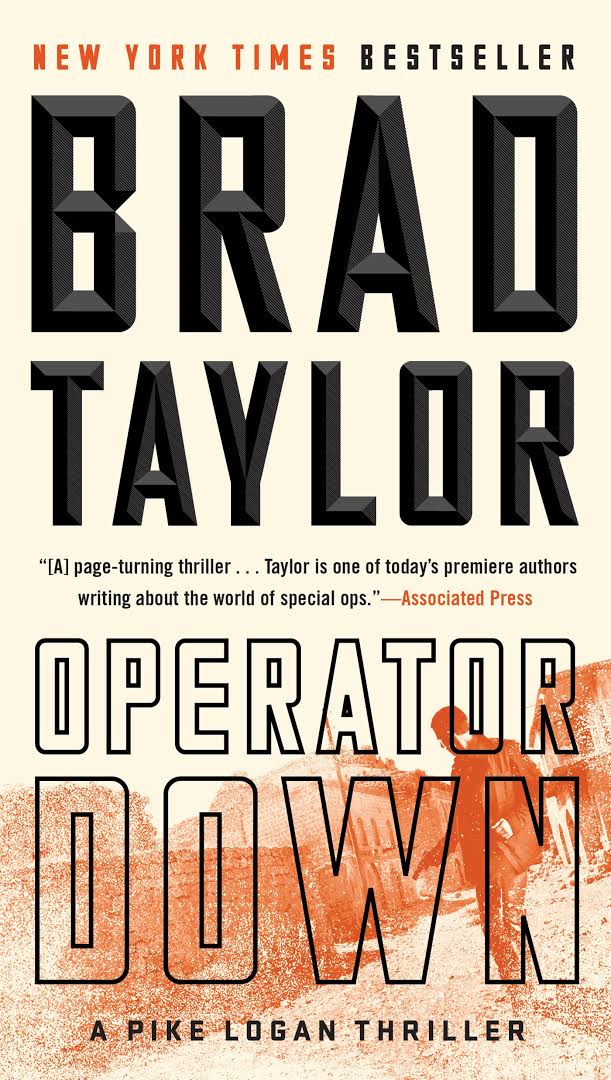 NEW YORK TIMES BESTSELLER
BRAD
TAYLOR
“[A] page-turning thriller . . . Taylor is one of today’s premiere authors
writing about the world of special ops.”—Associated Press
OPERATOR
DOWN
A PIKE LOGAN THRILLER